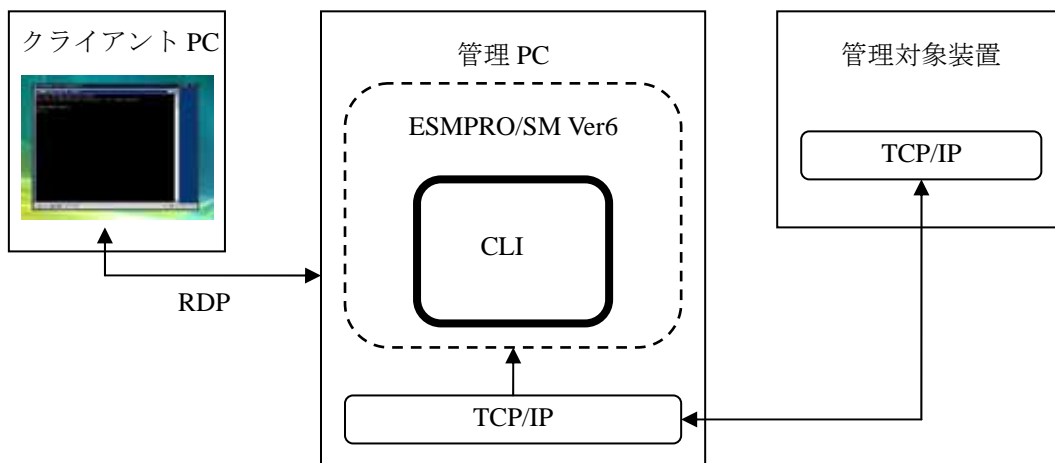 クライアント PC
RDP
管理 PC
ESMPRO/SM Ver6
CLI
TCP/IP
管理対象装置
TCP/IP